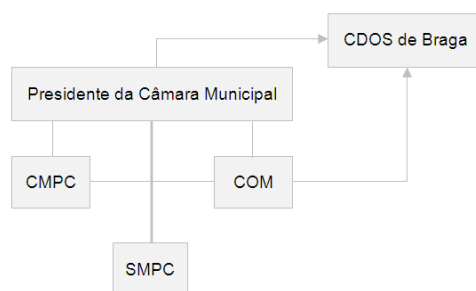 CDOS de Braga
Presidente da Câmara Municipal
CMPC
COM
SMPC